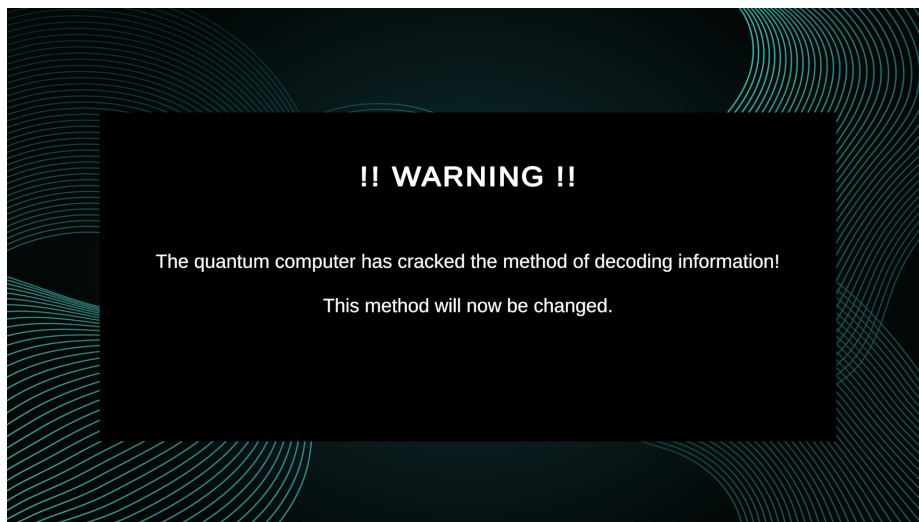 !! WARNING !!
The quantum computer has cracked the method of decoding information!
This method will now be changed.